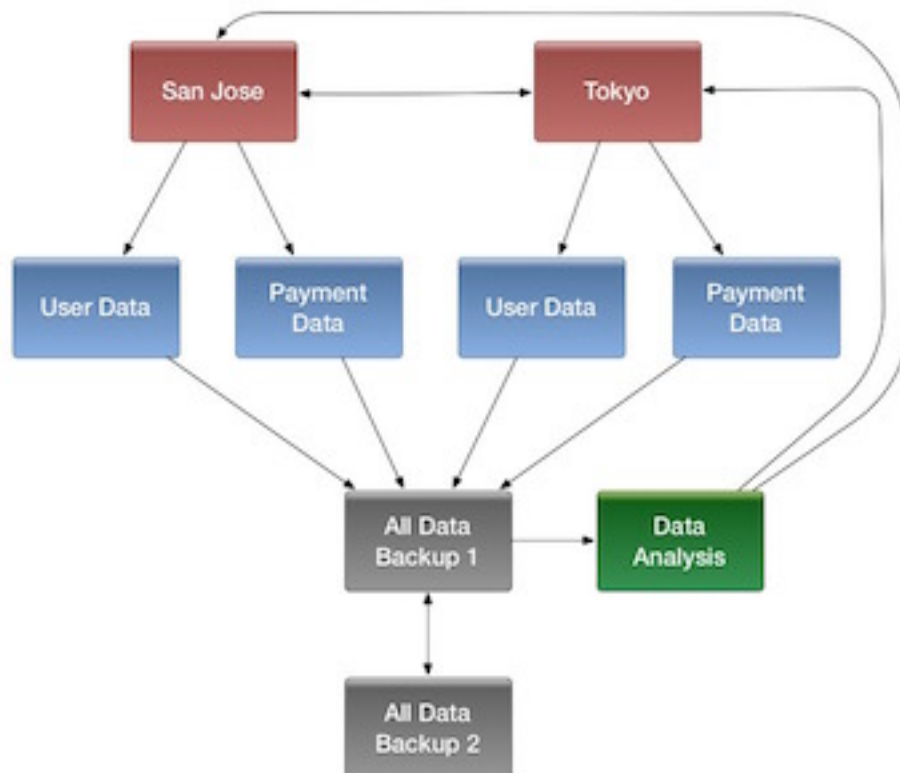 San Jose
Tokyo
User Data
Payment
Data
User Data
Payment
Data
All Data
Backup 1
Data
Analysis
All Data
Backup 2